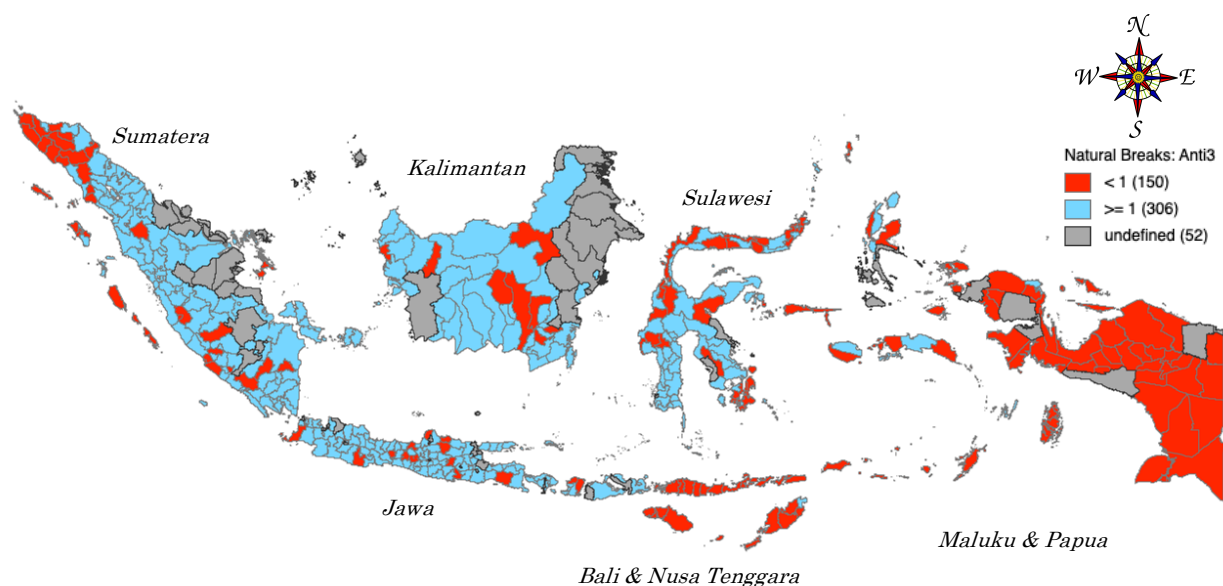 N
W E
S
Sumatera
Kalimantan
Sulawesi
Natural Breaks: Anti3
< 1 (150)
>= 1 (306)
undefined (52)
Jawa
Maluku & Papua
Bali & Nusa Tenggara